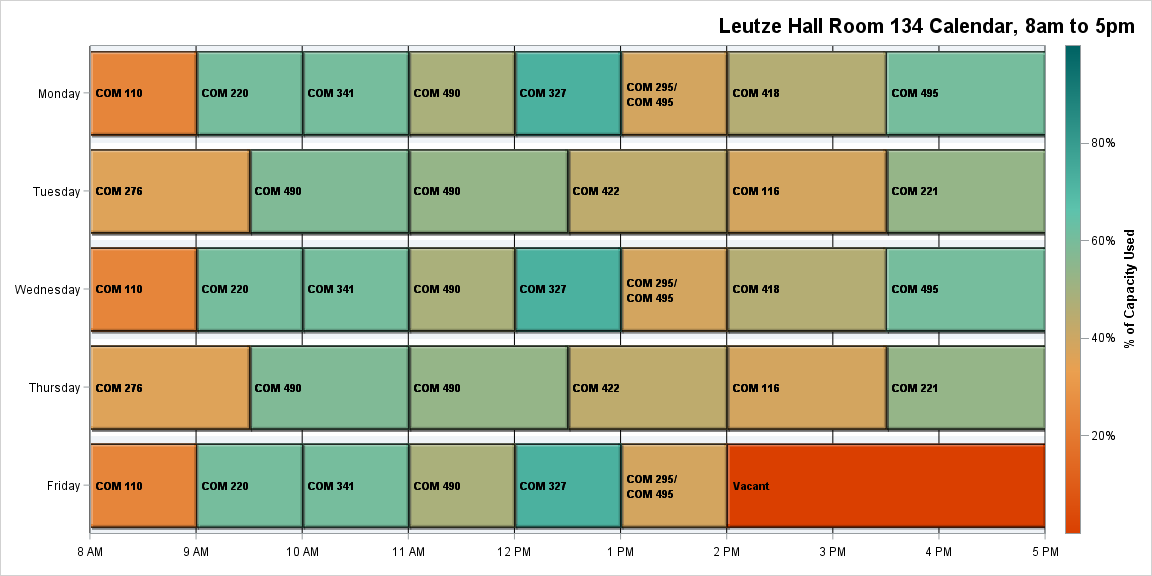 Leutze Hall Room 134 Calendar, 8am to 5pm
Monday
COM 110
COM 220
COM 341
COM 490
COM 327
COM 295/
COM 495
COM 418
COM 495
Tuesday
COM 276
COM 490
COM 490
COM 422
COM 116
COM 221
Wednesday
COM 110
COM 220
COM 341
COM 490
COM 327
COM 295/
COM 495
COM 418
COM 495
Thursday
COM 276
COM 490
COM 490
COM 422
COM 116
COM 221
Friday
COM 110
COM 220
COM 341
COM 490
COM 327
COM 295/
COM 495
Vacant
8 AM
9 AM
10 AM
11 AM
12 PM
1 PM
2 PM
3 PM
4 PM
5 PM
80%
60%
40%
20%
% of Capacity Used